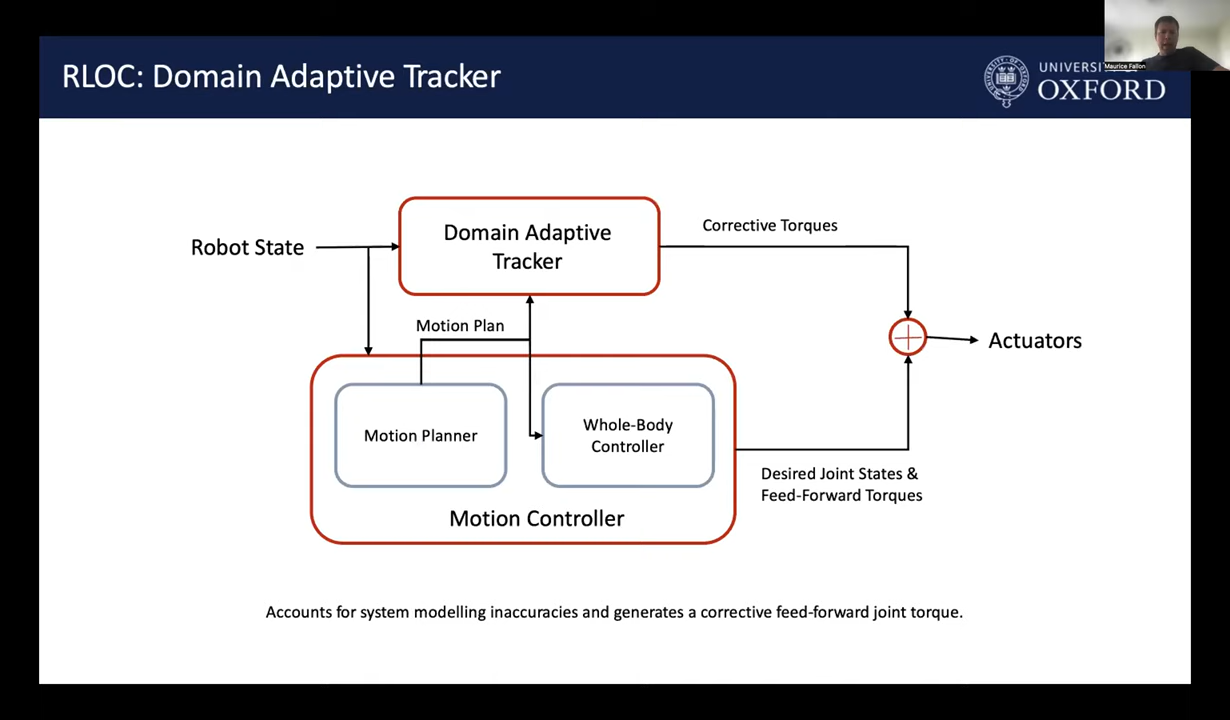 RLOC: Domain Adaptive Tracker
UNIVERSITY OF
OXFORD
Maurice Fallon
Domain Adaptive
Tracker
Corrective Torques
Robot State
Motion Plan
Actuators
Motion Planner
Whole-Body
Controller
Desired Joint States &
Feed-Forward Torques
Motion Controller
Accounts for system modelling inaccuracies and generates a corrective feed-forward joint torque.